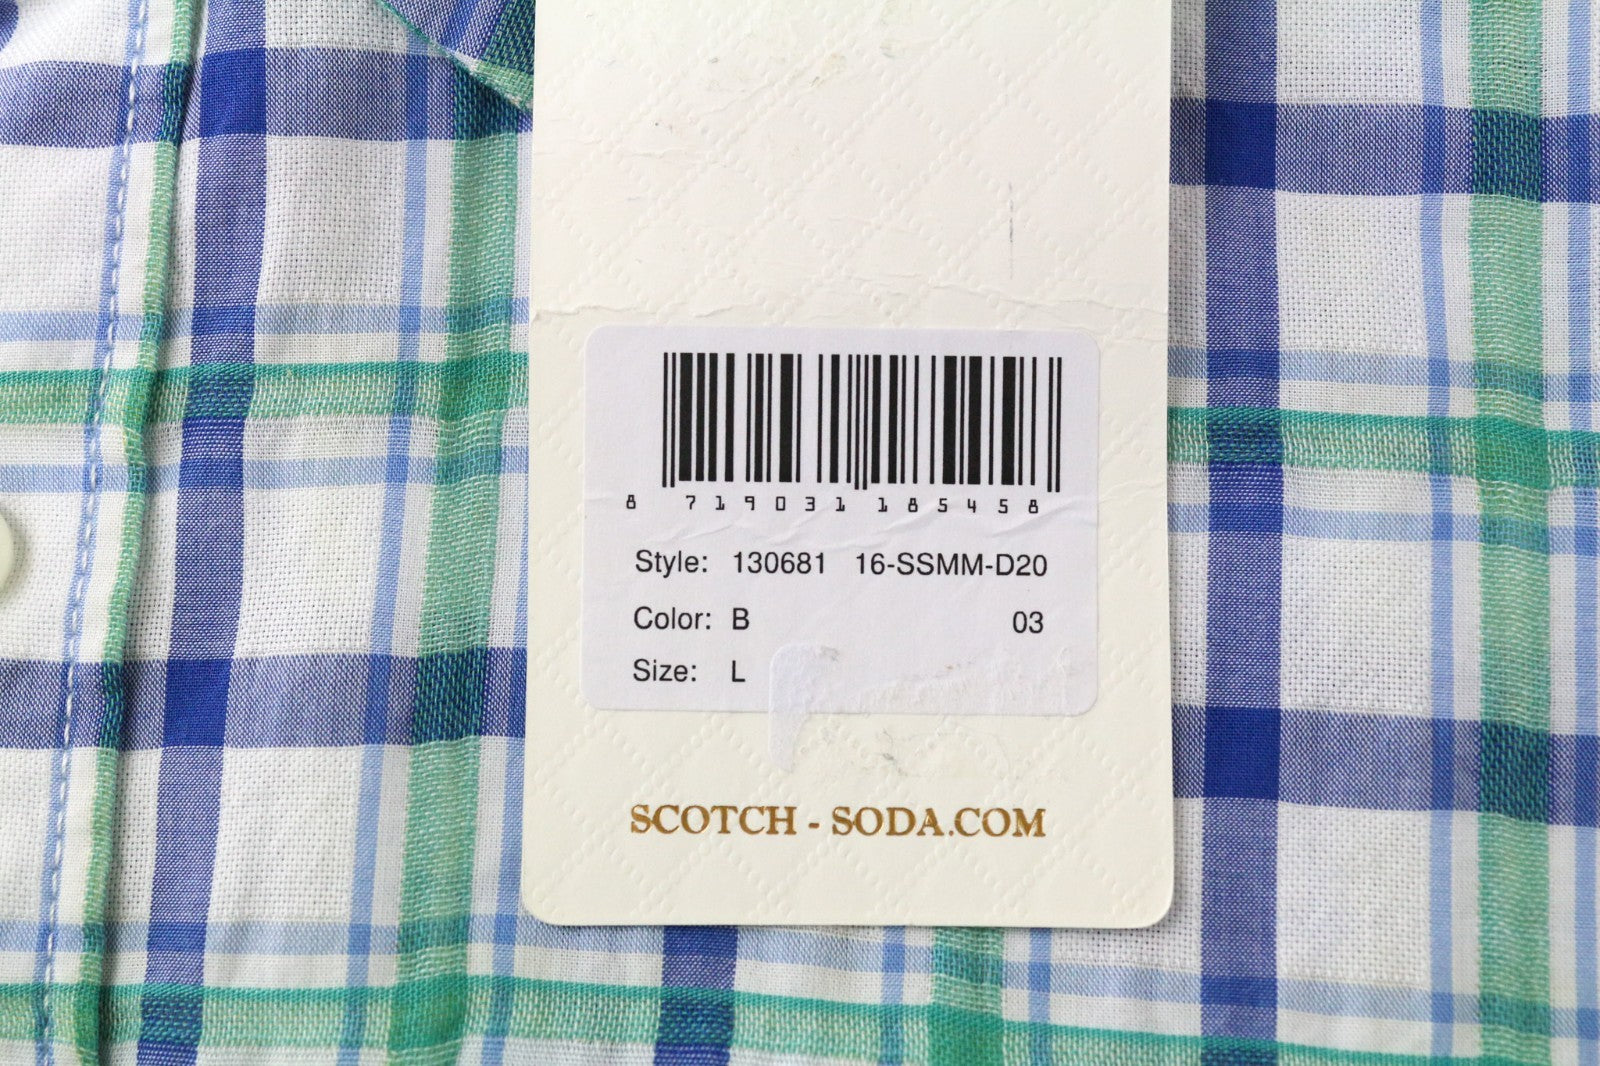 8 719031 185458
Style: 130681 16-SSMM-D20
Color: B 03
Size: L
SCOTCH - SODA.COM